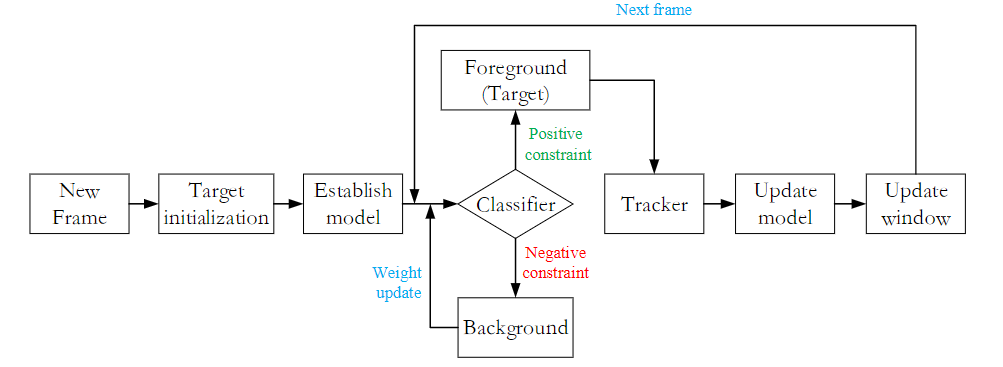 Next frame
Foreground
(Target)
Positive
constraint
New
Frame
Target
initialization
Establish
model
Classifier
Tracker
Update
model
Update
window
Negative
constraint
Weight
update
Background